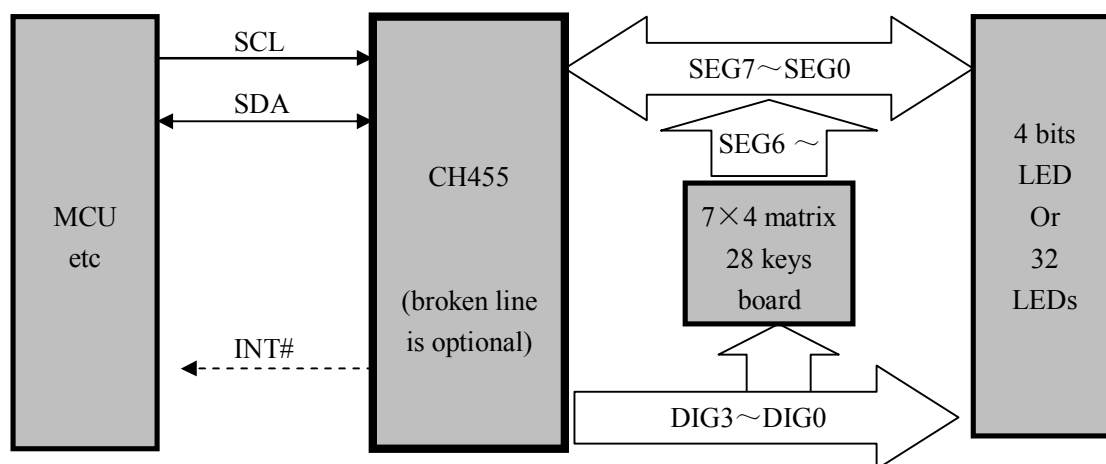 MCU
etc
SCL
SDA
INT#
CH455
(broken line
is optional)
SEG7～SEG0
SEG6 ～
7×4 matrix
28 keys
board
DIG3～DIG0
4 bits
LED
Or
32
LEDs